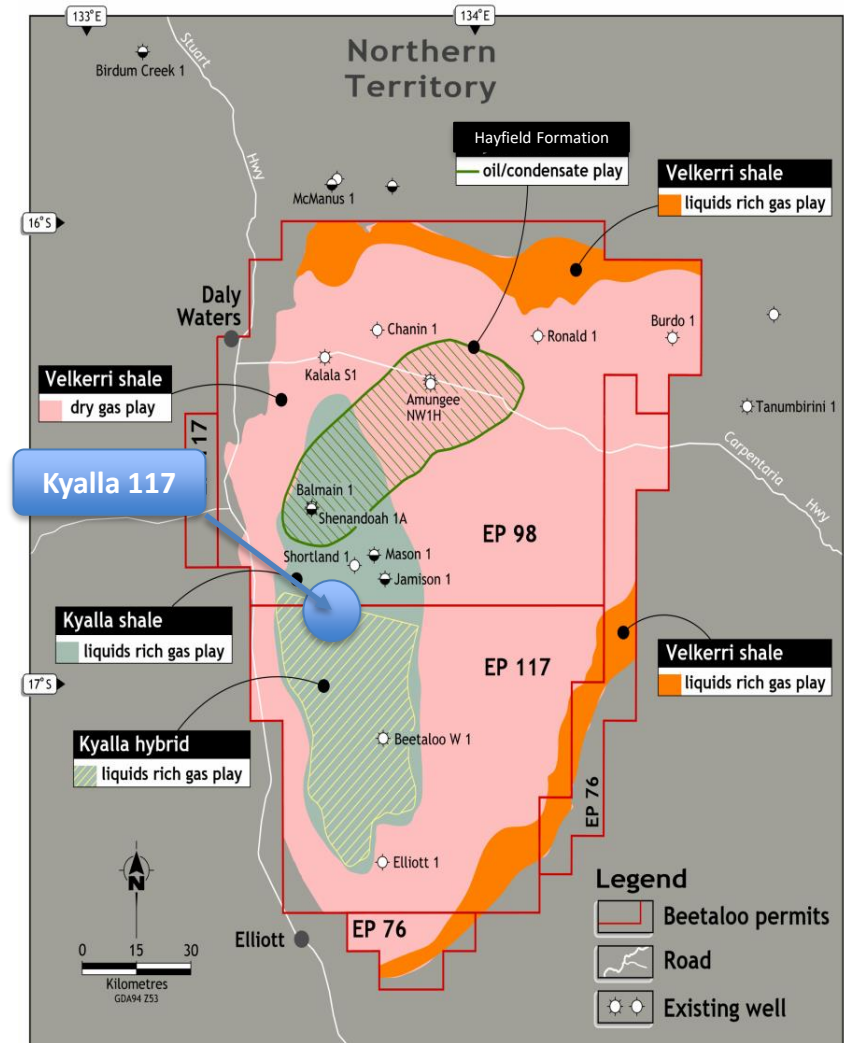 133°E
134°E
Northern
Territory
Stuart
Hwy
Birdum Creek 1
McManus 1
Hayfield Formation
oil/condensate play
Velkerri shale
liquids rich gas play
16°S
Daly
Waters
Chanin 1
Ronald 1
Burdo 1
Kalala S1
Amungee
NW1H
Tanumbirini 1
Velkerri shale
dry gas play
117
Carpentaria
Hwy
Kyalla 117
Balmain 1
Shenandoah 1A
EP 98
Shortland 1
Mason 1
Jamison 1
Kyalla shale
liquids rich gas play
EP 117
Velkerri shale
liquids rich gas play
17°S
Kyalla hybrid
liquids rich gas play
Beetaloo W 1
EP 76
Elliott 1
N
Elliott
EP 76
0 15 30
Kilometres
GDA94 Z53
Legend
Beetaloo permits
Road
Existing well